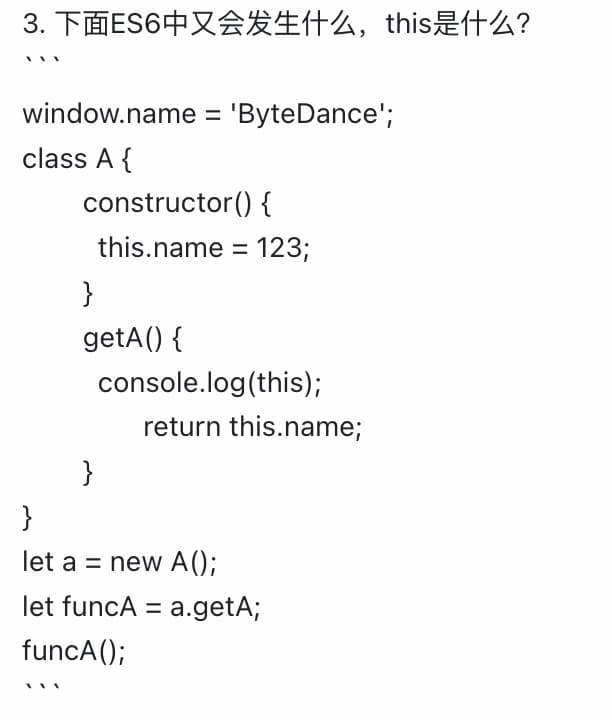 3. 下面ES6中又会发生什么，this是什么?
```
window.name = 'ByteDance';
class A {
constructor() {
this.name = 123;
}
getA() {
console.log(this);
return this.name;
}
}
let a = new A();
let funcA = a.getA;
funcA();
```